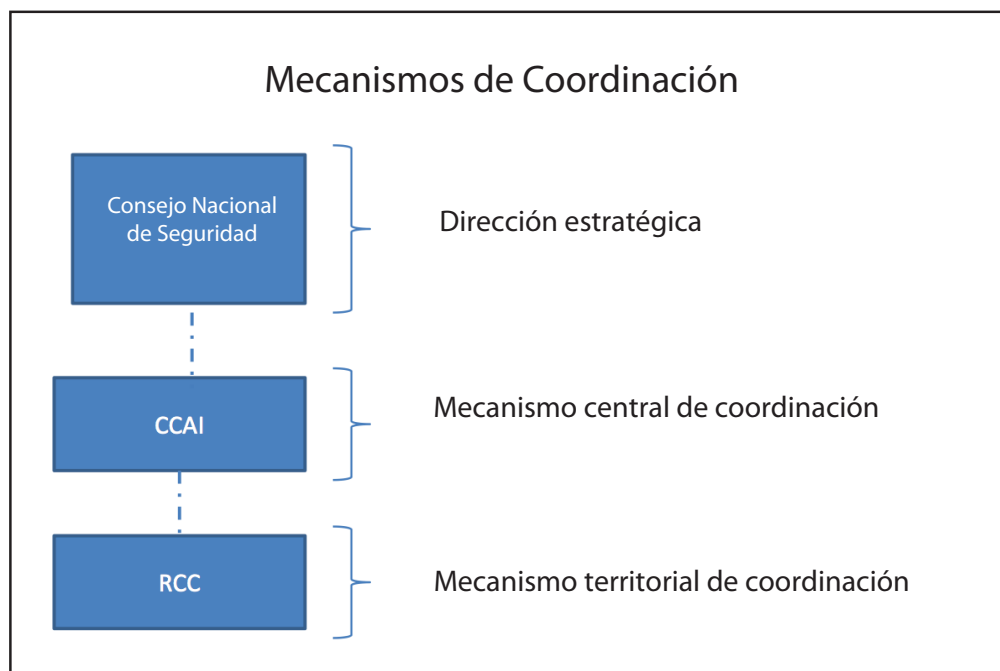 Mecanismos de Coordinación
Consejo Nacional
de Seguridad
Dirección estratégica
CCAI
Mecanismo central de coordinación
RCC
Mecanismo territorial de coordinación